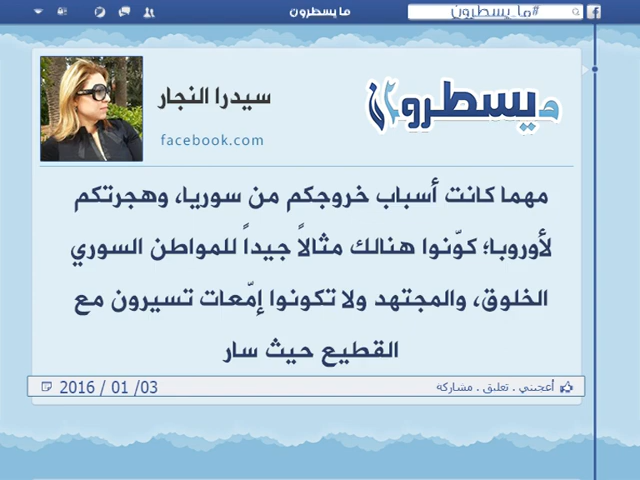 ما يسطرون
#ما_يسطرون
سيدرا النجار
facebook.com
ما يسطرون
مهما كانت أسباب خروجكم من سوريا، وهجرتكم
لأوروبا؛ كوّنوا هنالك مثالاً جيداً للمواطن السوري
الخلوق، والمجتهد ولا تكونوا إمّعات تسيرون مع
القطيع حيث سار
أعجبني . تعليق . مشاركة
2016 / 01 /03